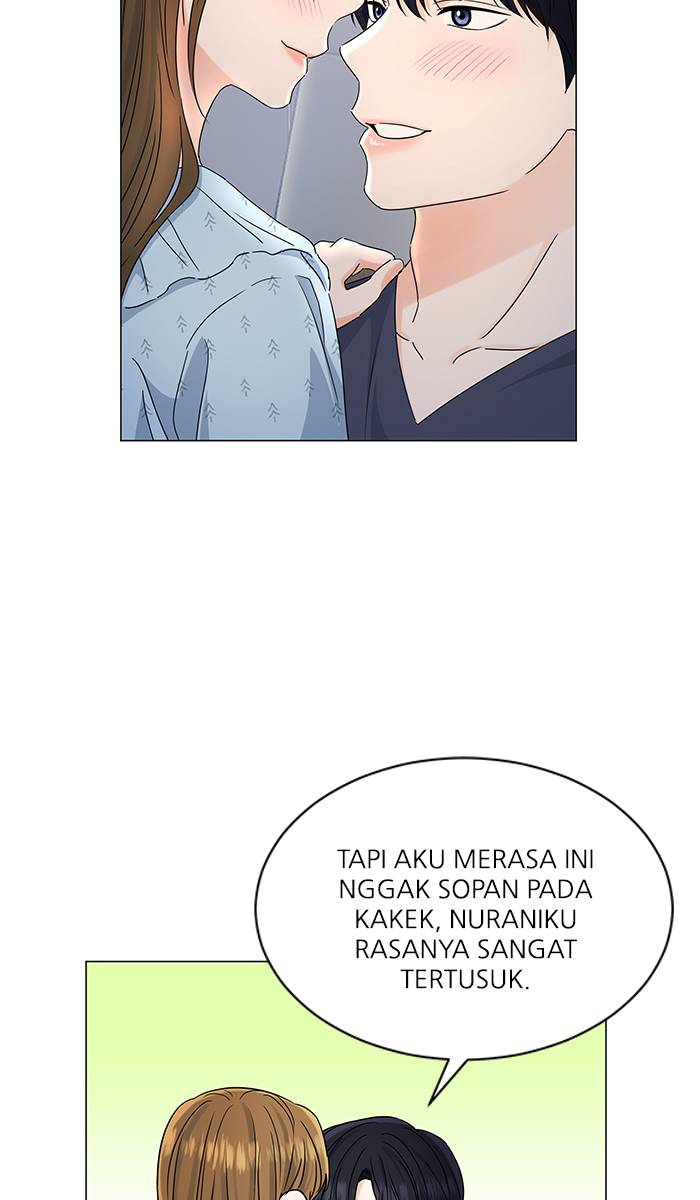 TAPI AKU MERASA INI
NGGAK SOPAN PADA
KAKEK, NURANIKU
RASANYA SANGAT
TERTUSUK.